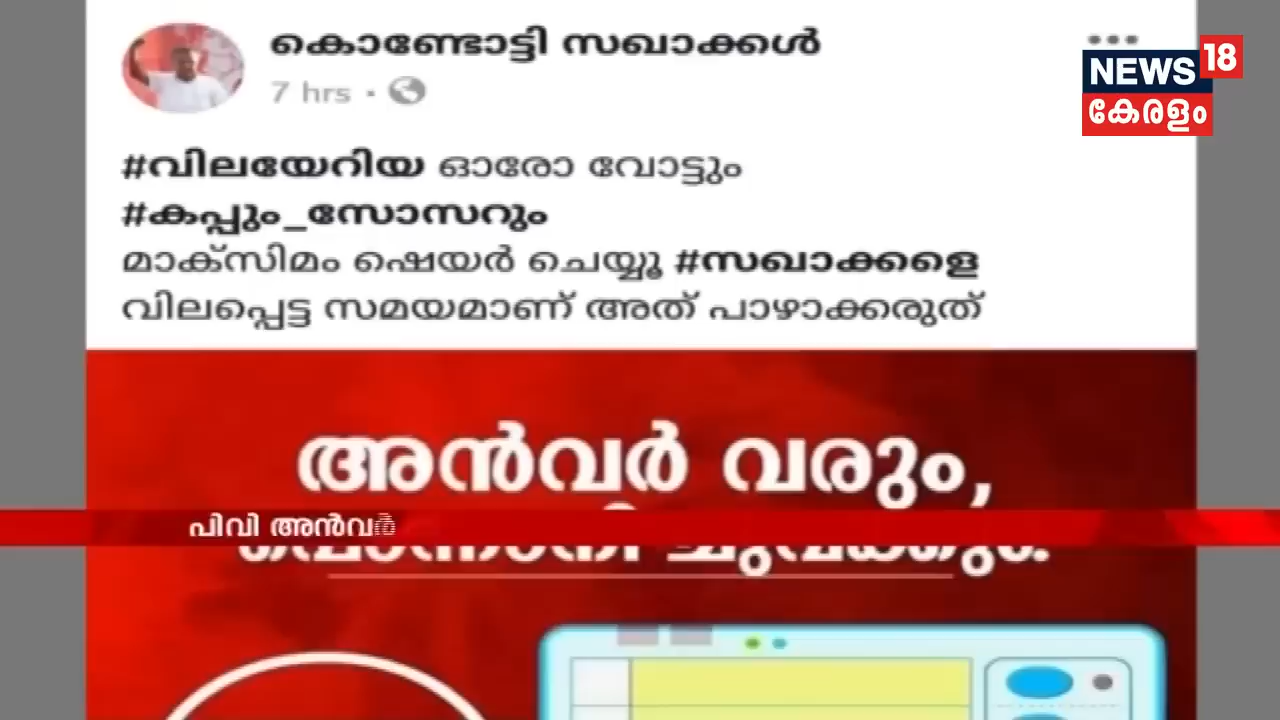 കൊണ്ടോട്ടി സഖാക്കൾ
7 hrs
NEWS 18
കേരളം
#വിലയേറിയ ഓരോ വോട്ടും
#കപ്പും_സോസറും
മാക്സിമം ഷെയർ ചെയ്യൂ #സഖാക്കളെ
വിലപ്പെട്ട സമയമാണ് അത് പാഴാക്കരുത്
അൻവർ വരും,
പിവി അൻവർ